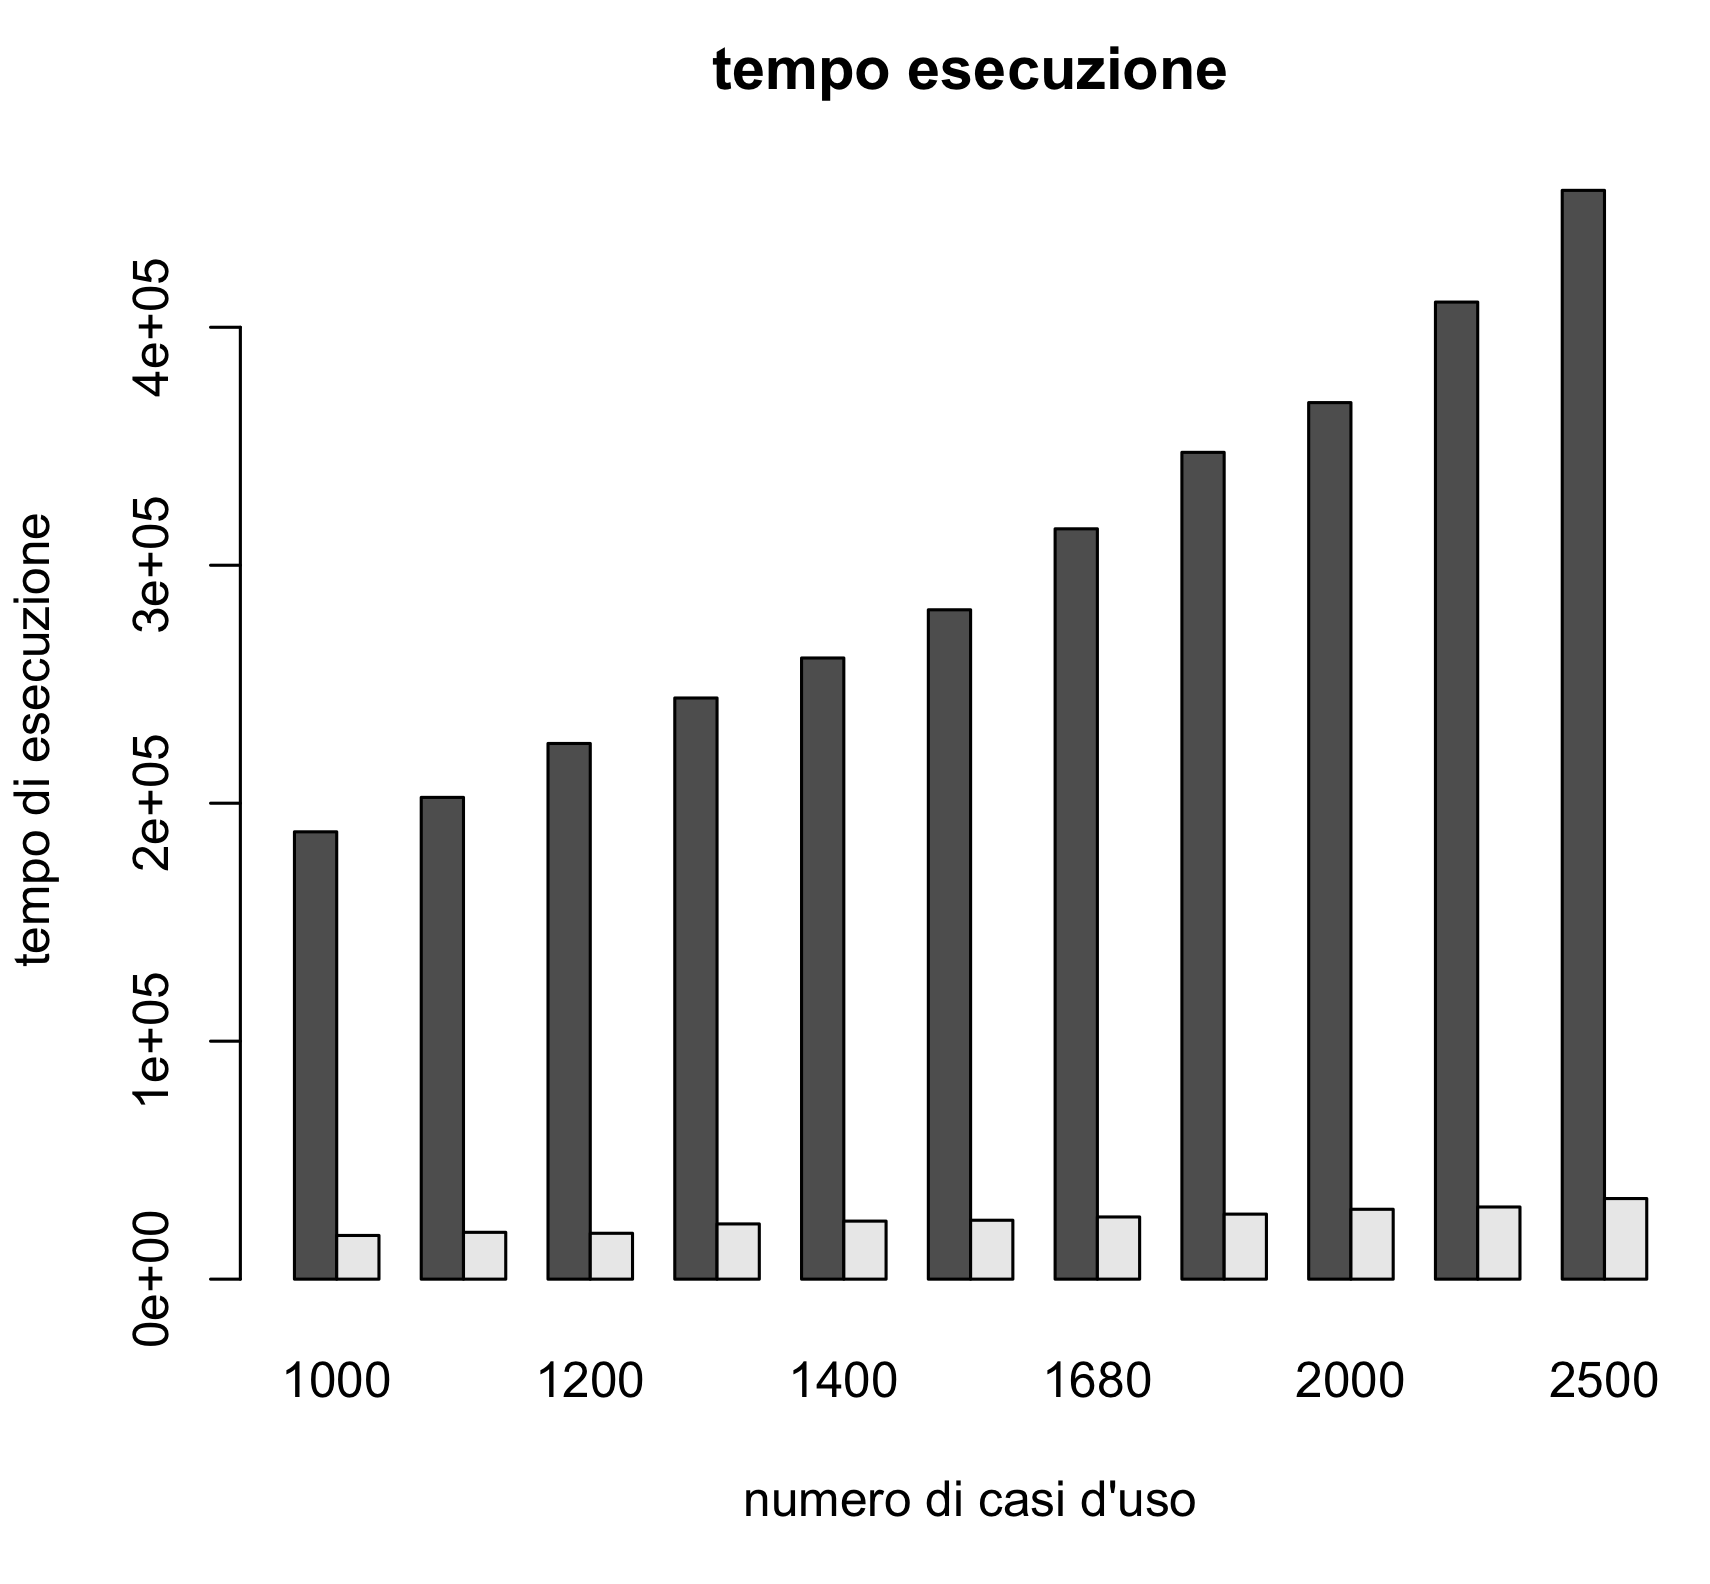 tempo esecuzione
tempo di esecuzione
4e+05
3e+05
2e+05
1e+05
0e+00
1000 1200 1400 1680 2000 2500
numero di casi d'uso